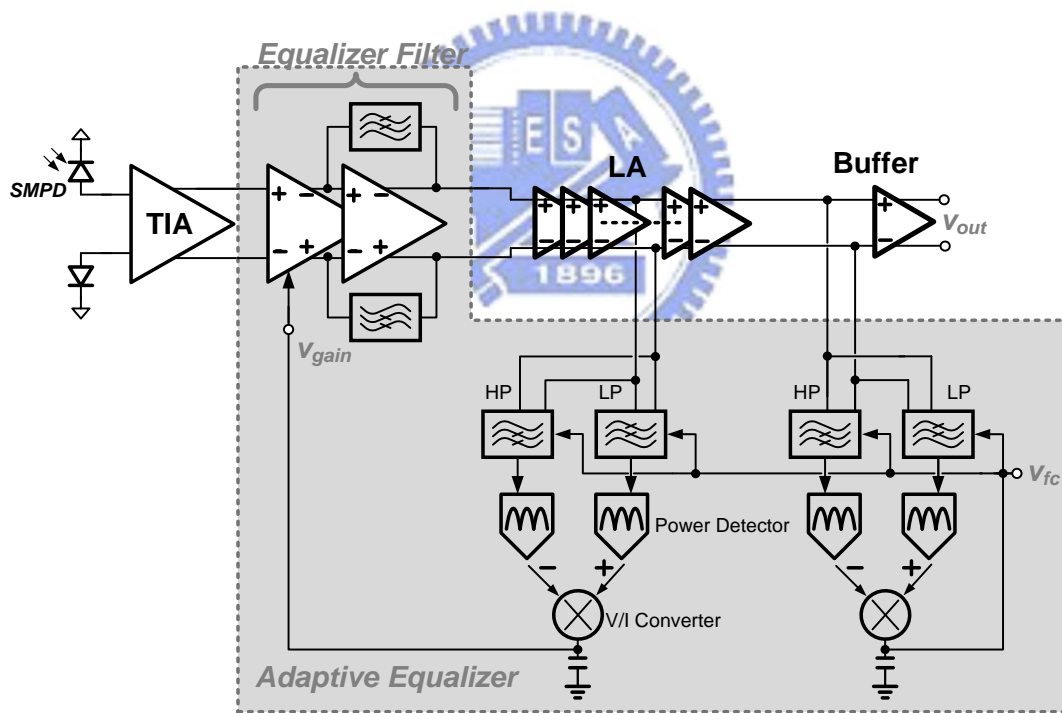 Equalizer Filter
E S A
LA
Buffer
SMPD
TIA
+ − + −
+ + + + + +
v_out
− + − +
− − − − − −
1896
v_gain
HP
LP
HP
LP
v_fc
Power Detector
− +
− +
V/I Converter
Adaptive Equalizer